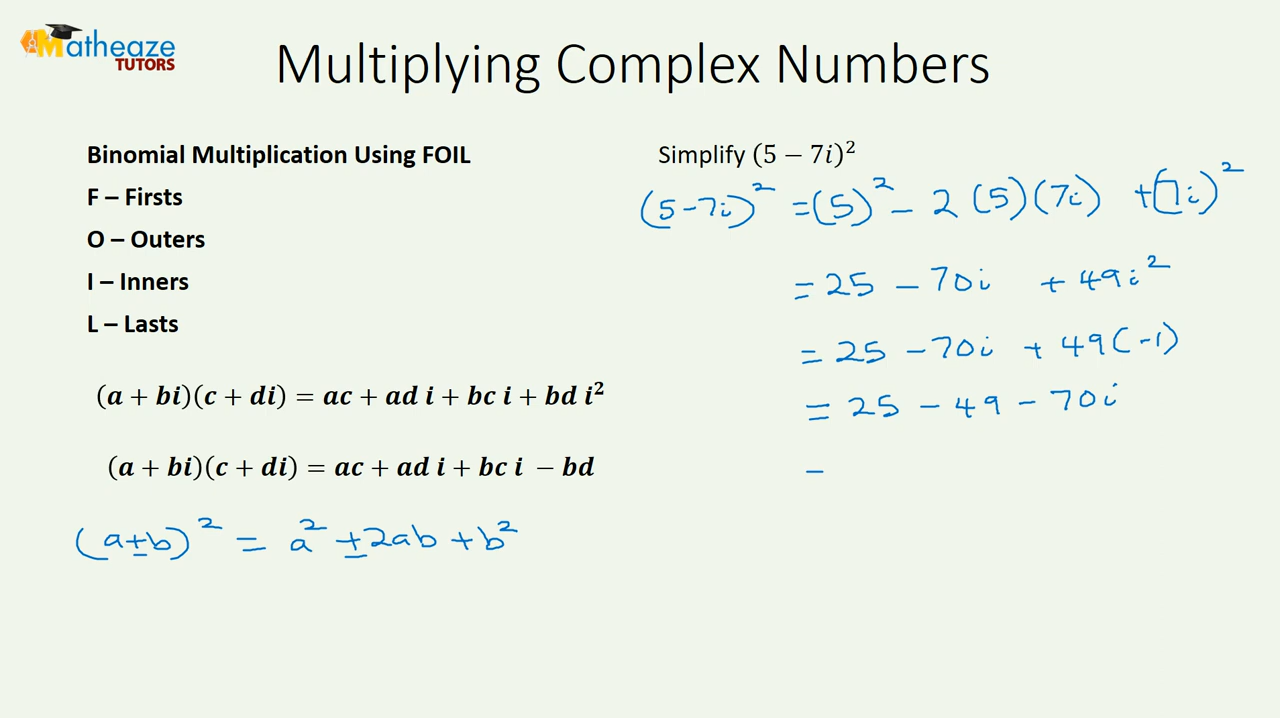 Matheaze
TUTORS
Multiplying Complex Numbers
Binomial Multiplication Using FOIL
F – Firsts
O – Outers
I – Inners
L – Lasts
(a + bi)(c + di) = ac + ad i + bc i + bd i²
(a + bi)(c + di) = ac + ad i + bc i − bd
(a ± b)² = a² ± 2ab + b²
Simplify (5 − 7i)²
(5-7i)² = (5)² - 2 (5)(7i) + (7i)²
= 25 - 70i + 49i²
= 25 - 70i + 49(-1)
= 25 - 49 - 70i